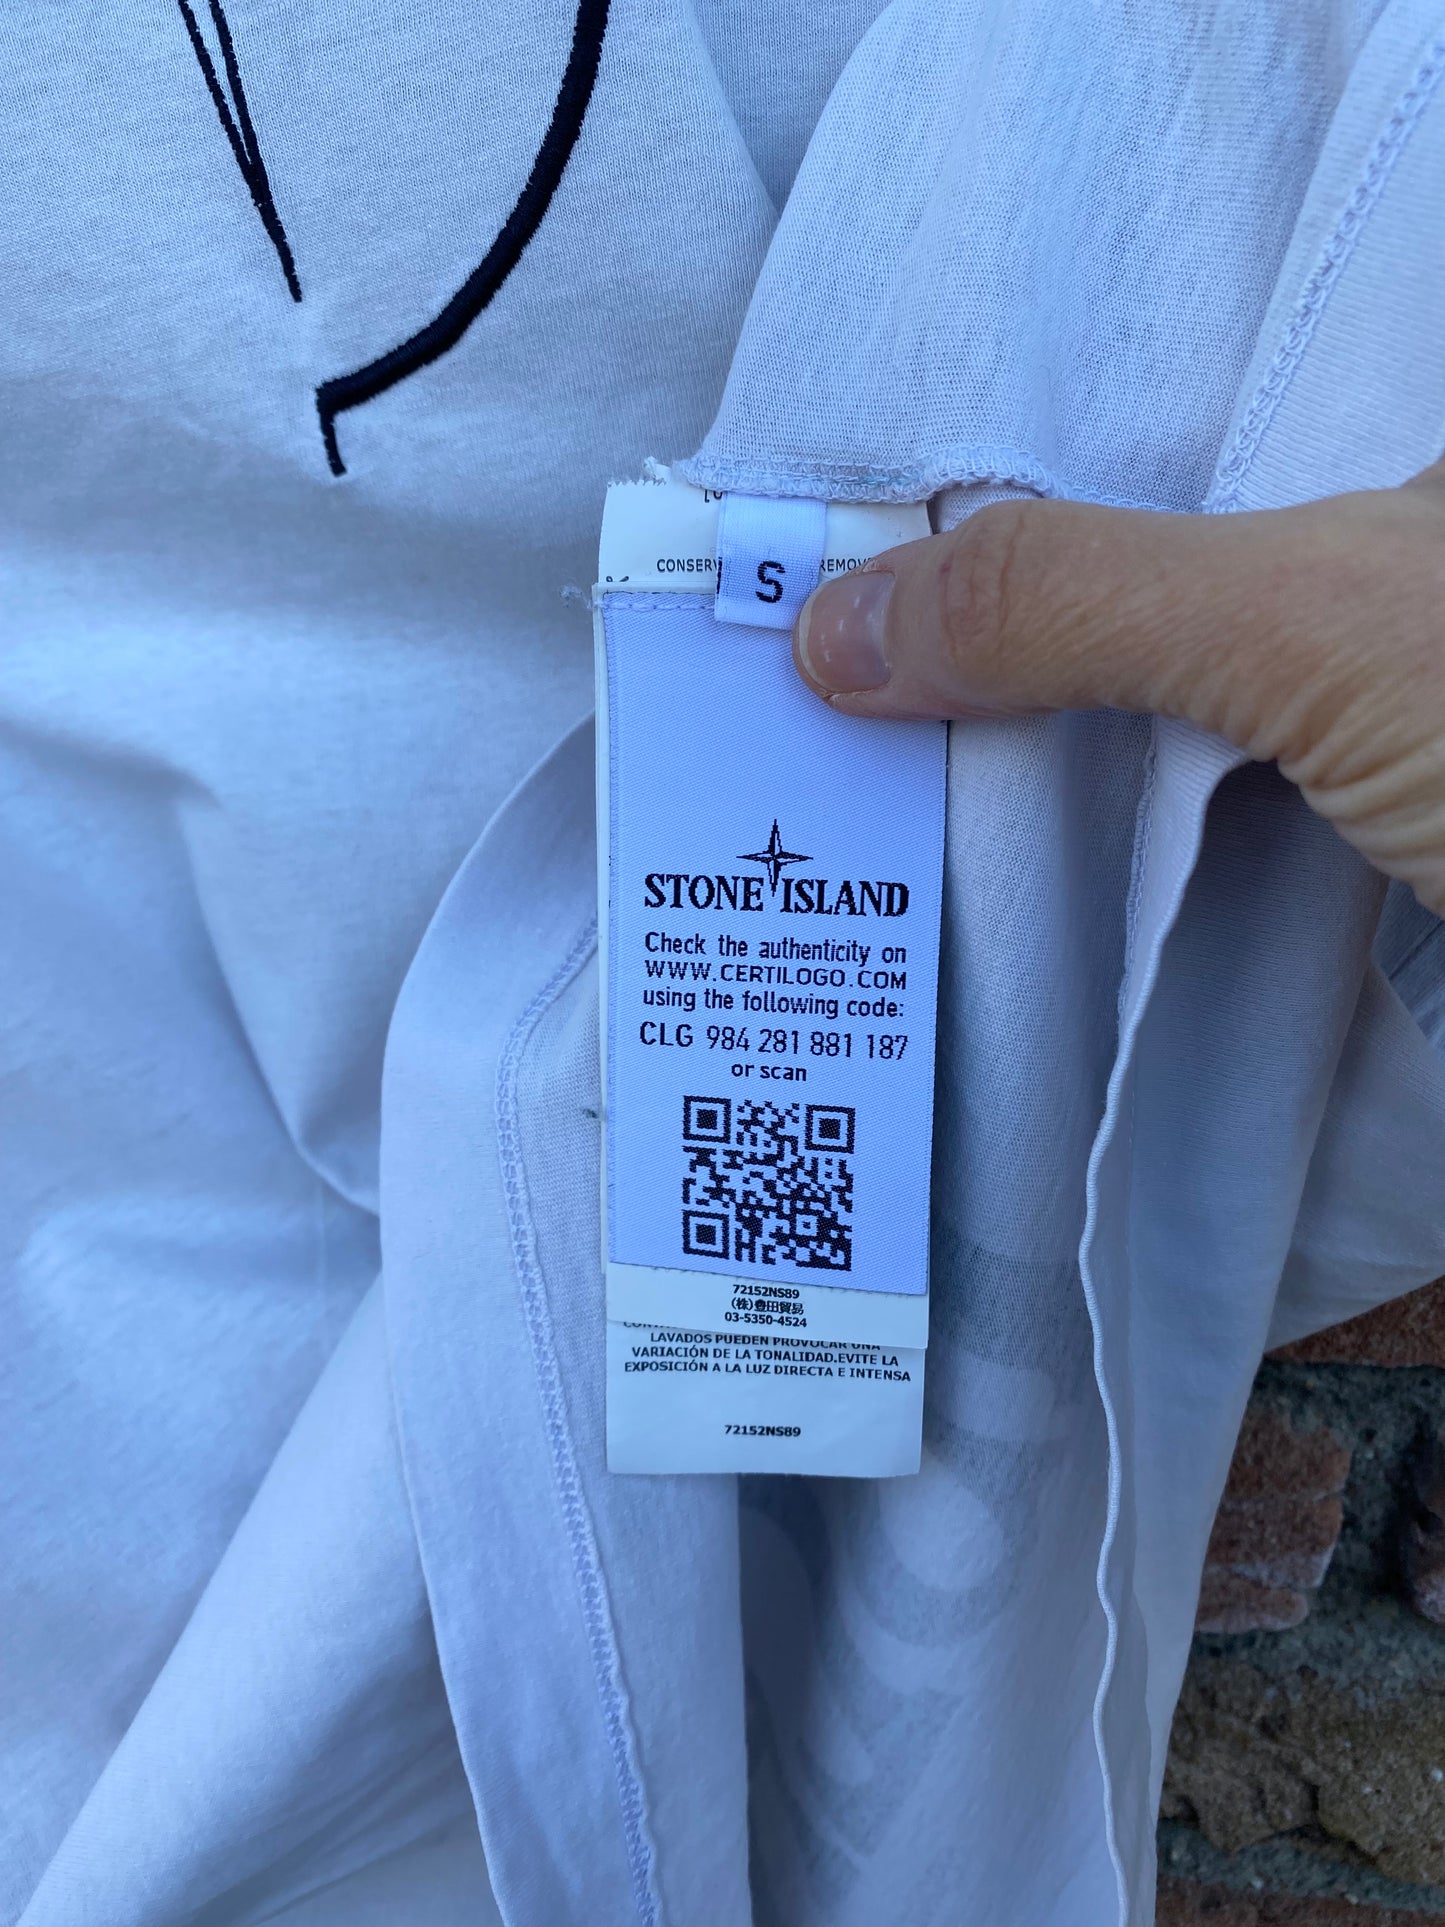 S
STONE ISLAND
Check the authenticity on
WWW.CERTILOGO.COM
using the following code:
CLG 984 281 881 187
or scan
72152NS89
(株)豊田貿易
03-5350-4524
LAVADOS PUEDEN PROVOCAR UNA
VARIACIÓN DE LA TONALIDAD.EVITE LA
EXPOSICIÓN A LA LUZ DIRECTA E INTENSA
72152NS89